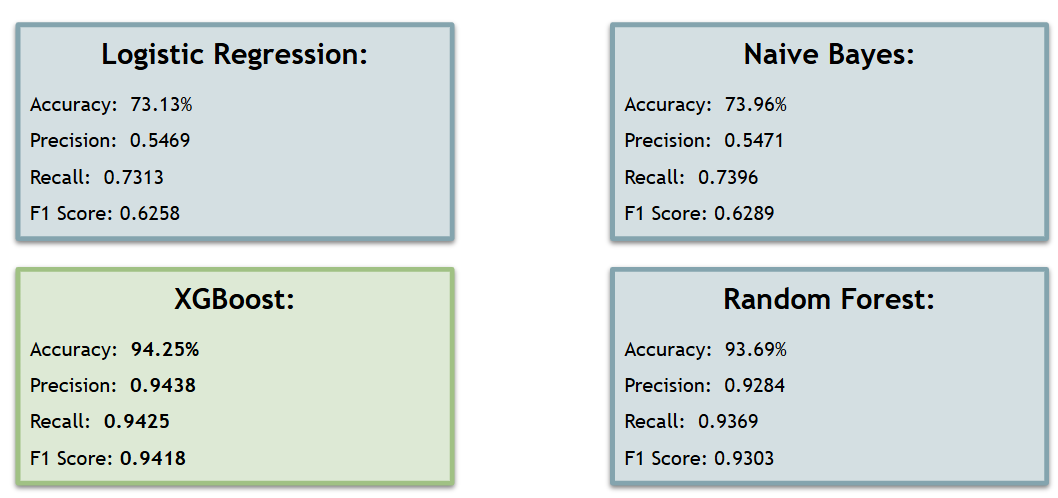 Logistic Regression:
Accuracy: 73.13%
Precision: 0.5469
Recall: 0.7313
F1 Score: 0.6258
Naive Bayes:
Accuracy: 73.96%
Precision: 0.5471
Recall: 0.7396
F1 Score: 0.6289
XGBoost:
Accuracy: 94.25%
Precision: 0.9438
Recall: 0.9425
F1 Score: 0.9418
Random Forest:
Accuracy: 93.69%
Precision: 0.9284
Recall: 0.9369
F1 Score: 0.9303